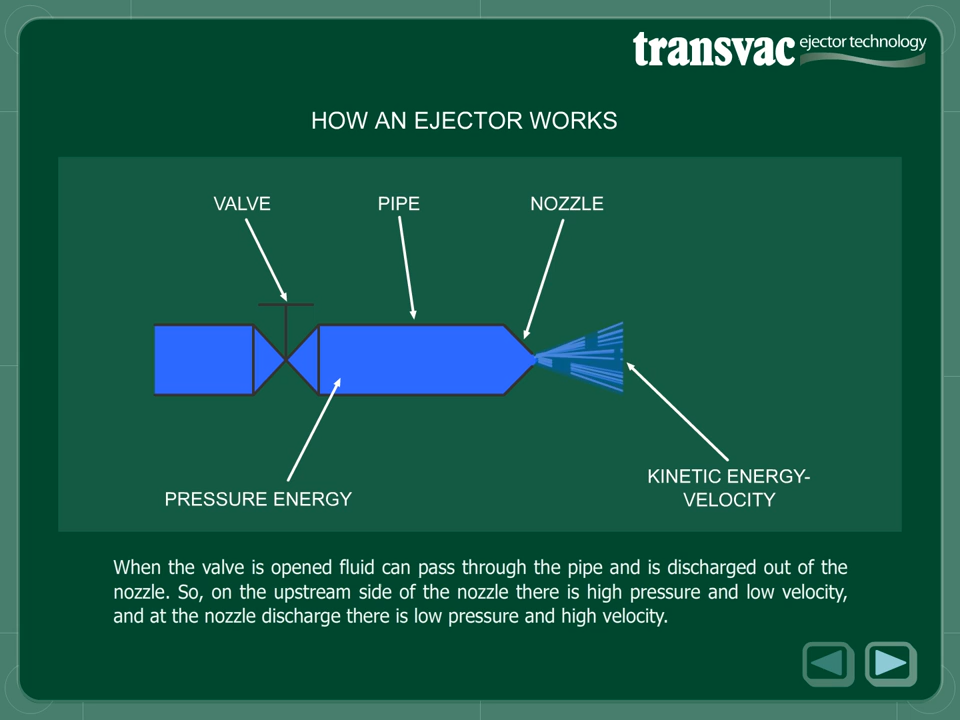 transvac ejector technology
HOW AN EJECTOR WORKS
VALVE PIPE NOZZLE
PRESSURE ENERGY
KINETIC ENERGY-
VELOCITY
When the valve is opened fluid can pass through the pipe and is discharged out of the
nozzle. So, on the upstream side of the nozzle there is high pressure and low velocity,
and at the nozzle discharge there is low pressure and high velocity.